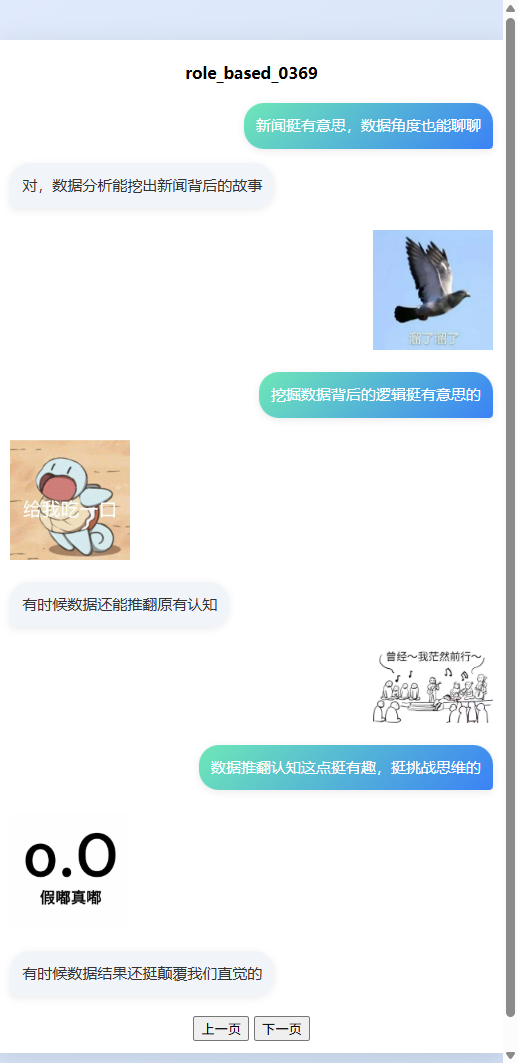 role_based_0369
新闻挺有意思，数据角度也能聊聊
对，数据分析能挖出新闻背后的故事
溜了溜了
挖掘数据背后的逻辑挺有意思的
给我吃一口
有时候数据还能推翻原有认知
曾经～我茫然前行～
数据推翻认知这点挺有趣，挺挑战思维的
o.O
假嘟真嘟
有时候数据结果还挺颠覆我们直觉的
上一页 下一页